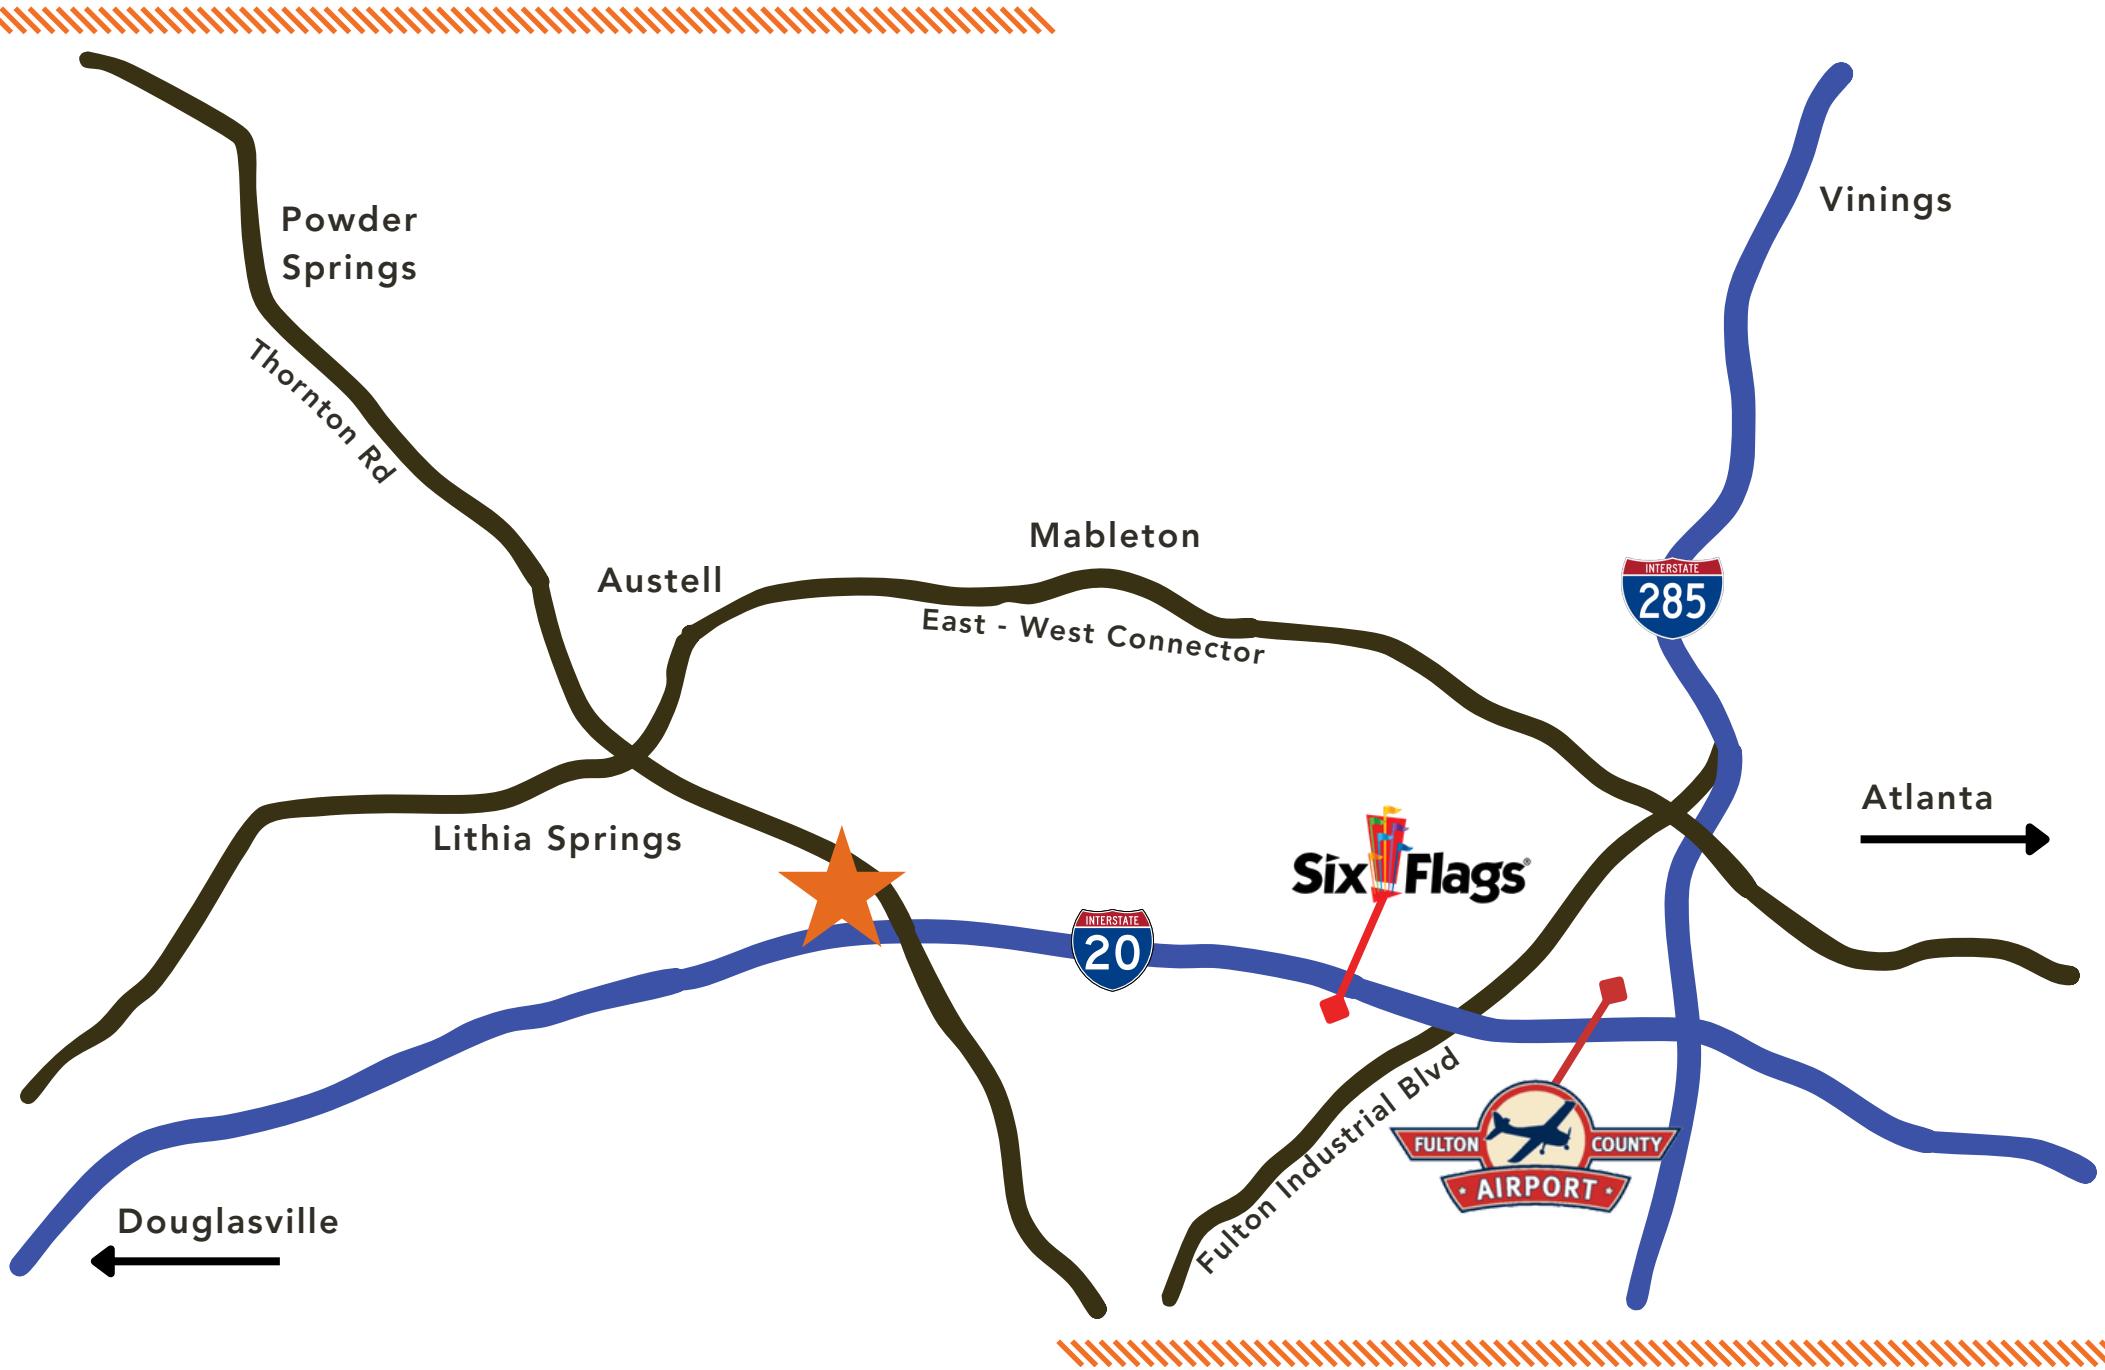 Powder
Springs
Vinings
Thornton Rd
Mableton
Austell
INTERSTATE
285
East - West Connector
Atlanta
Lithia Springs
Six Flags®
INTERSTATE
20
Fulton Industrial Blvd
FULTON COUNTY
AIRPORT
Douglasville